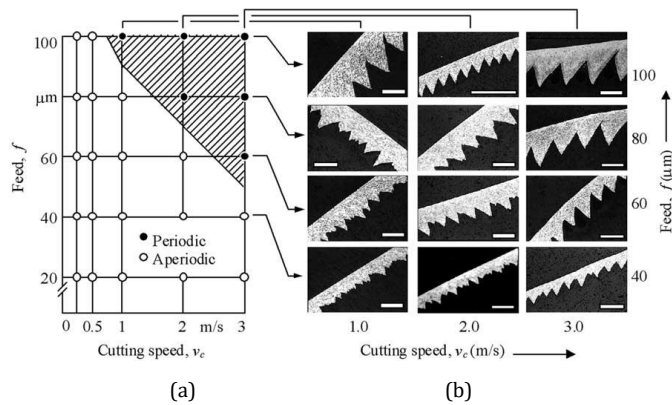 100
μm
80
60
40
20
Feed, f
Periodic
Aperiodic
0 0.5 1 2 m/s 3
Cutting speed, vc
(a)
100
80
60
40
Feed, f (μm)
1.0 2.0 3.0
Cutting speed, vc (m/s)
(b)